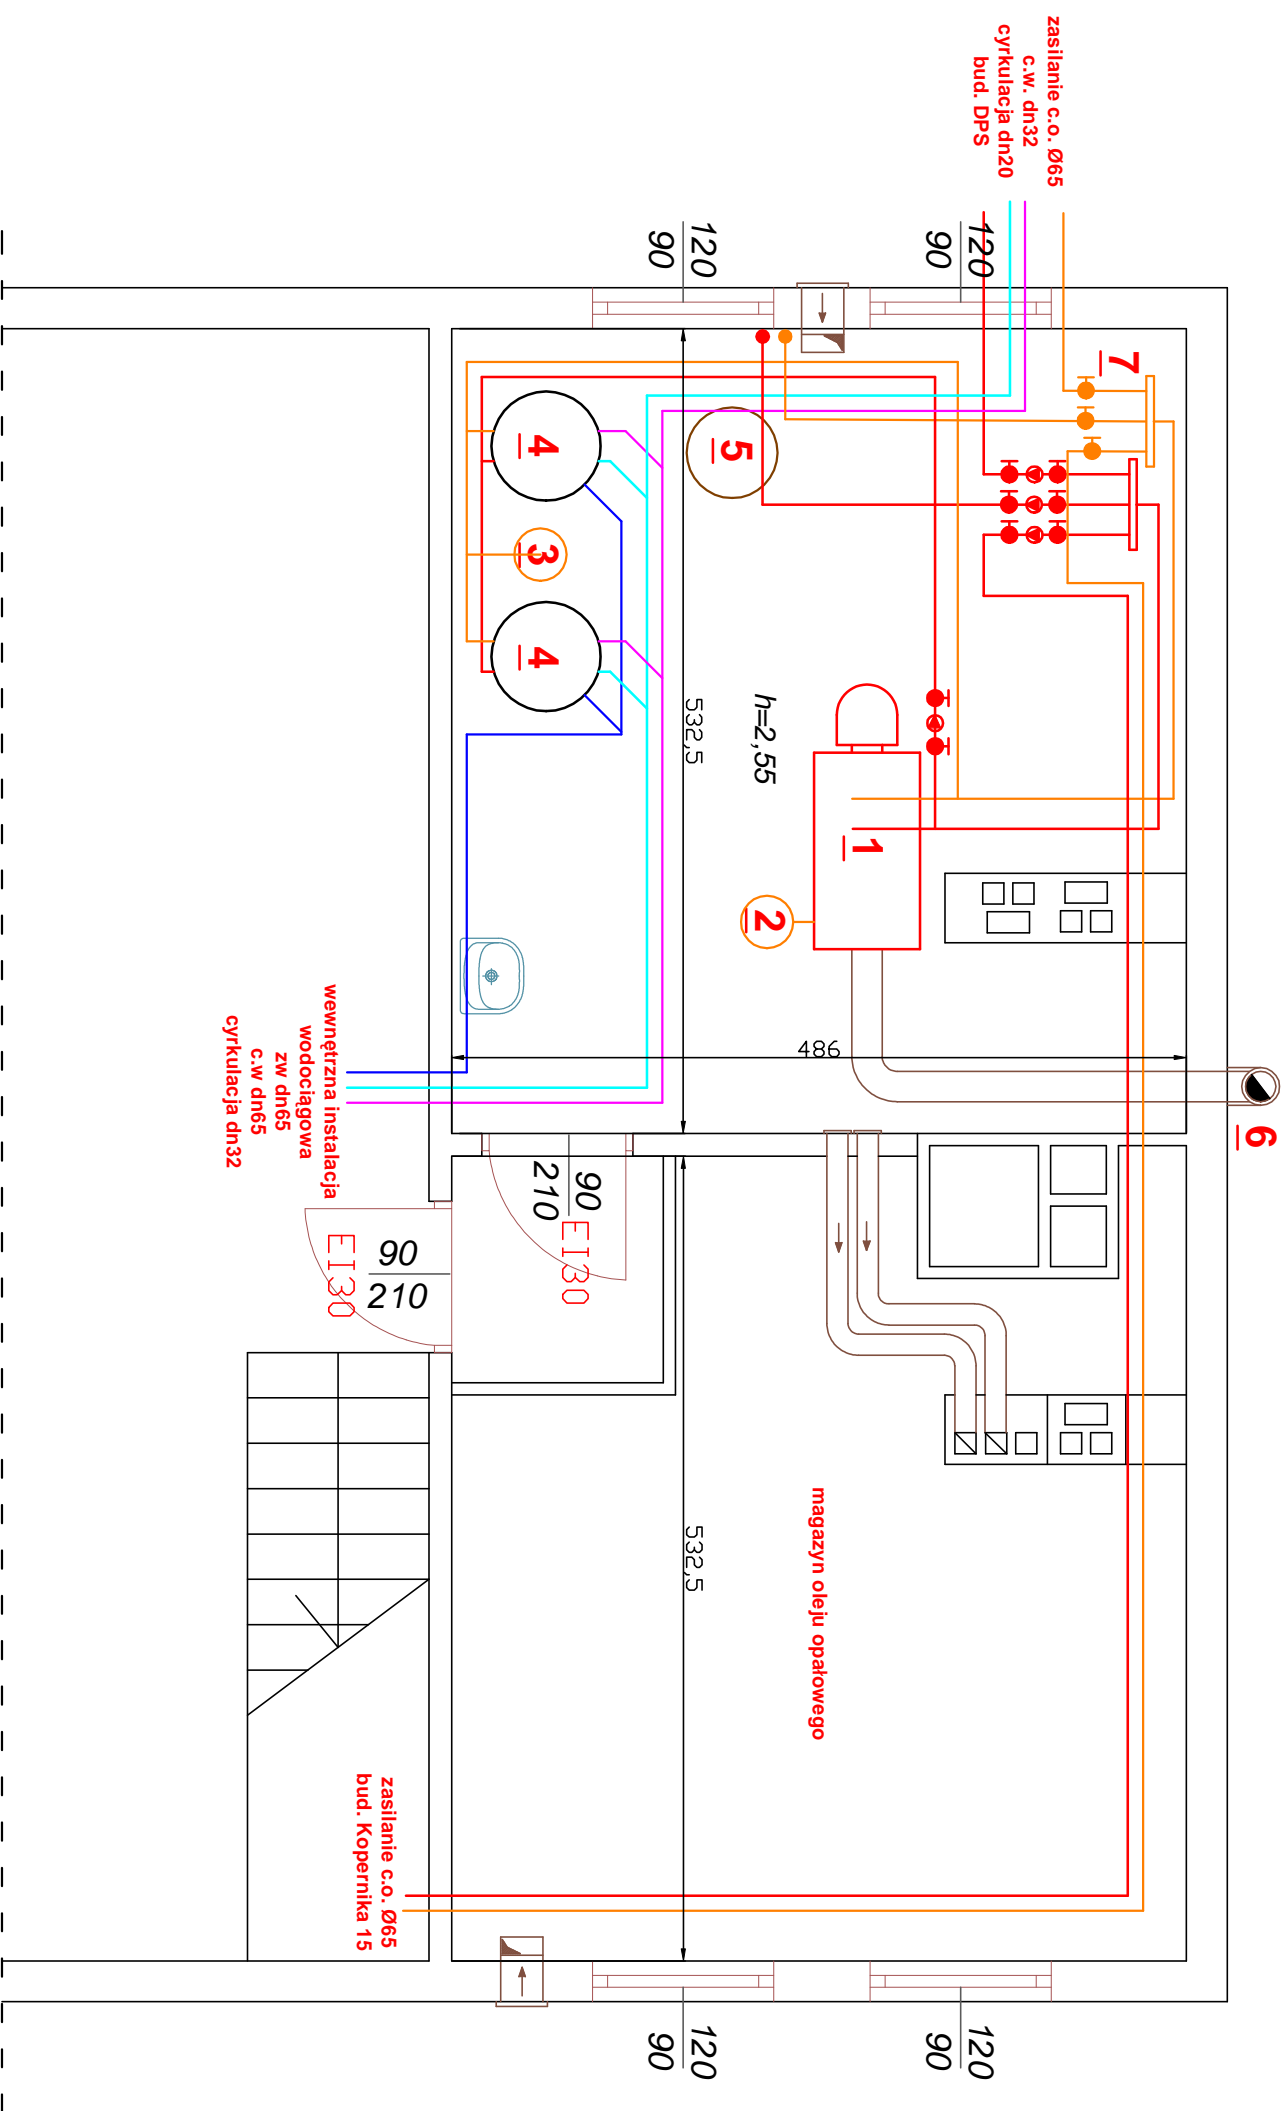 zasilanie c.o. Ø65
c.w. dn32
cyrkulacja dn20
bud. DPS
120
90
120
90
7
5
4
3
4
532,5
h=2,55
1
2
486
6
wewnętrzna instalacja
wodociągowa
zw dn65
c.w dn65
cyrkulacja dn32
90
210
EI30
90
210
EI30
532,5
magazyn oleju opałowego
zasilanie c.o. Ø65
bud. Kopernika 15
120
90
120
90